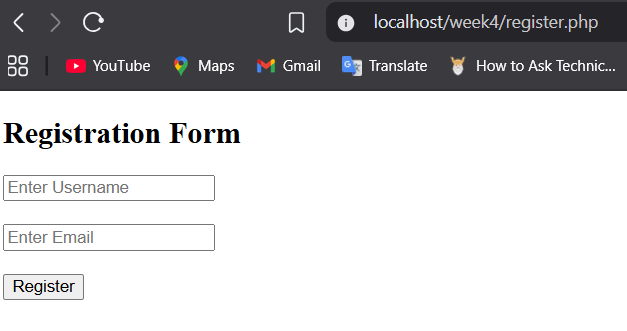 localhost/week4/register.php
YouTube Maps Gmail Translate How to Ask Technic...
Registration Form
Enter Username
Enter Email
Register